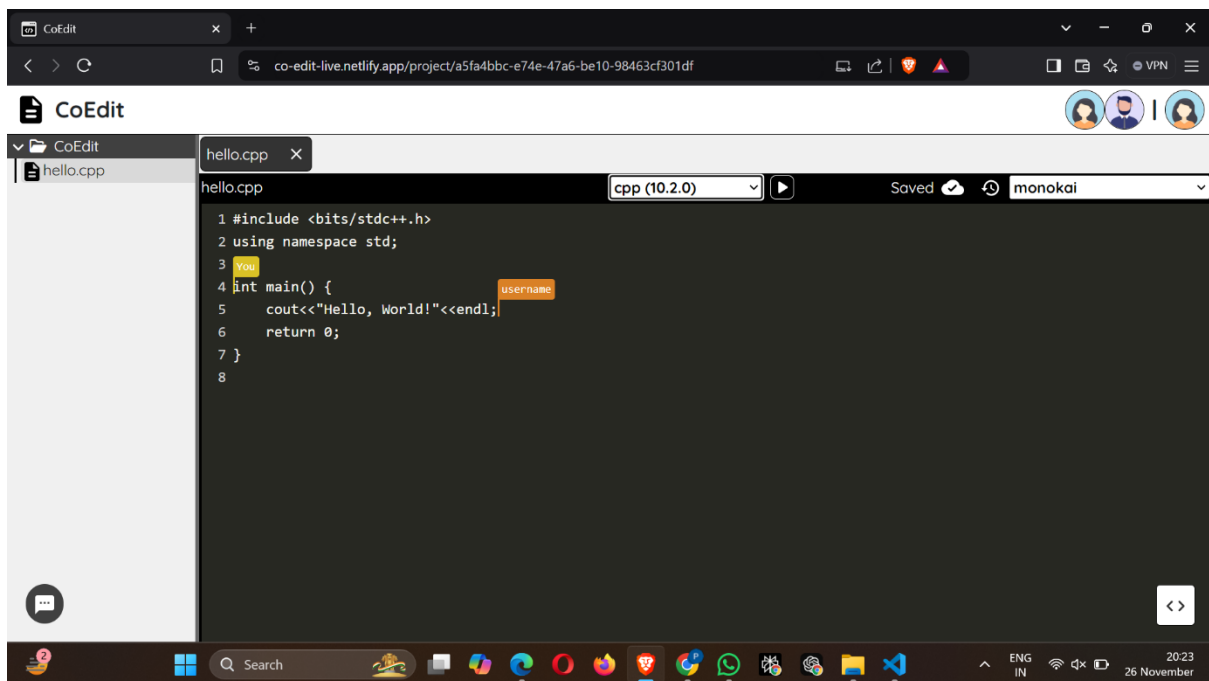 CoEdit
co-edit-live.netlify.app/project/a5fa4bbc-e74e-47a6-be10-98463cf301df
VPN
CoEdit
CoEdit
hello.cpp
hello.cpp
hello.cpp
cpp (10.2.0)
Saved
monokai
1 #include <bits/stdc++.h>
2 using namespace std;
3
You
4 int main() {
username
5     cout<<"Hello, World!"<<endl;
6     return 0;
7 }
8
2
Search
P
ENG
IN
20:23
26 November